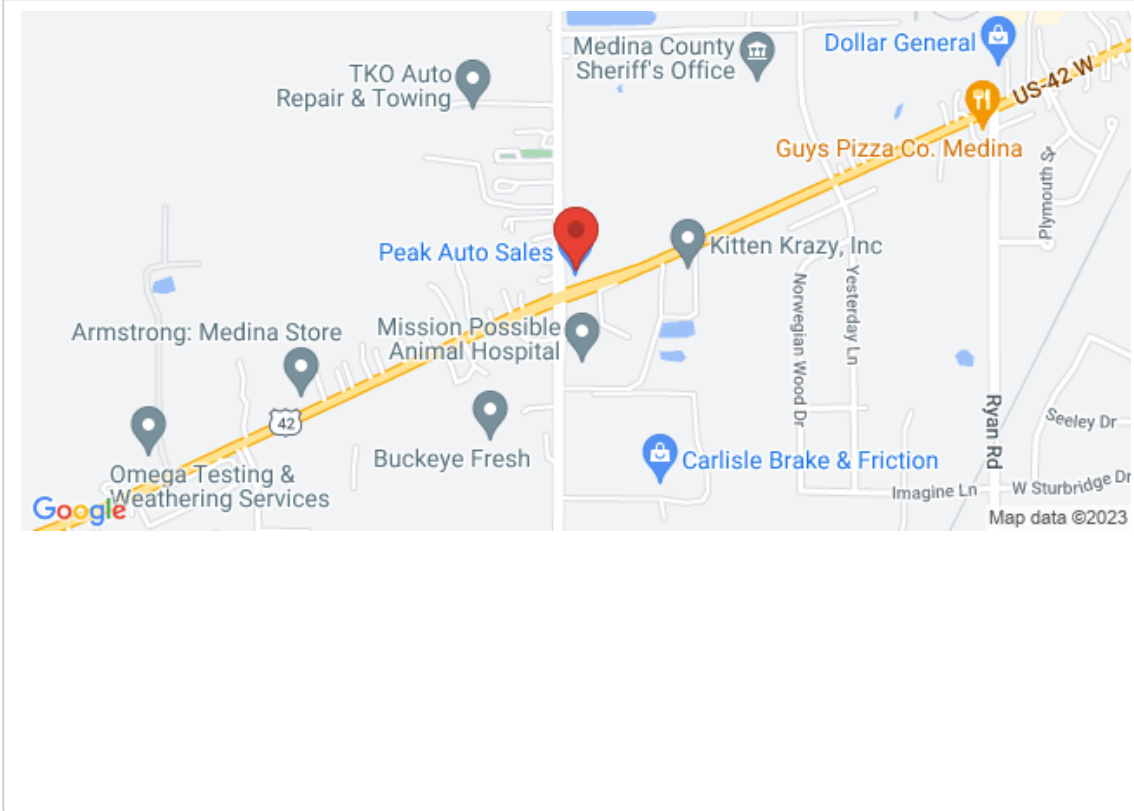 Medina County
Sheriff's Office
Dollar General
TKO Auto
Repair & Towing
US-42 W
Guys Pizza Co. Medina
Plymouth St
Peak Auto Sales
Kitten Krazy, Inc
Norwegian Wood Dr
Yesterday Ln
Armstrong: Medina Store
Mission Possible
Animal Hospital
42
Ryan Rd
Seeley Dr
Buckeye Fresh
Carlisle Brake & Friction
Omega Testing &
Weathering Services
Imagine Ln
W Sturbridge Dr
Google
Map data ©2023